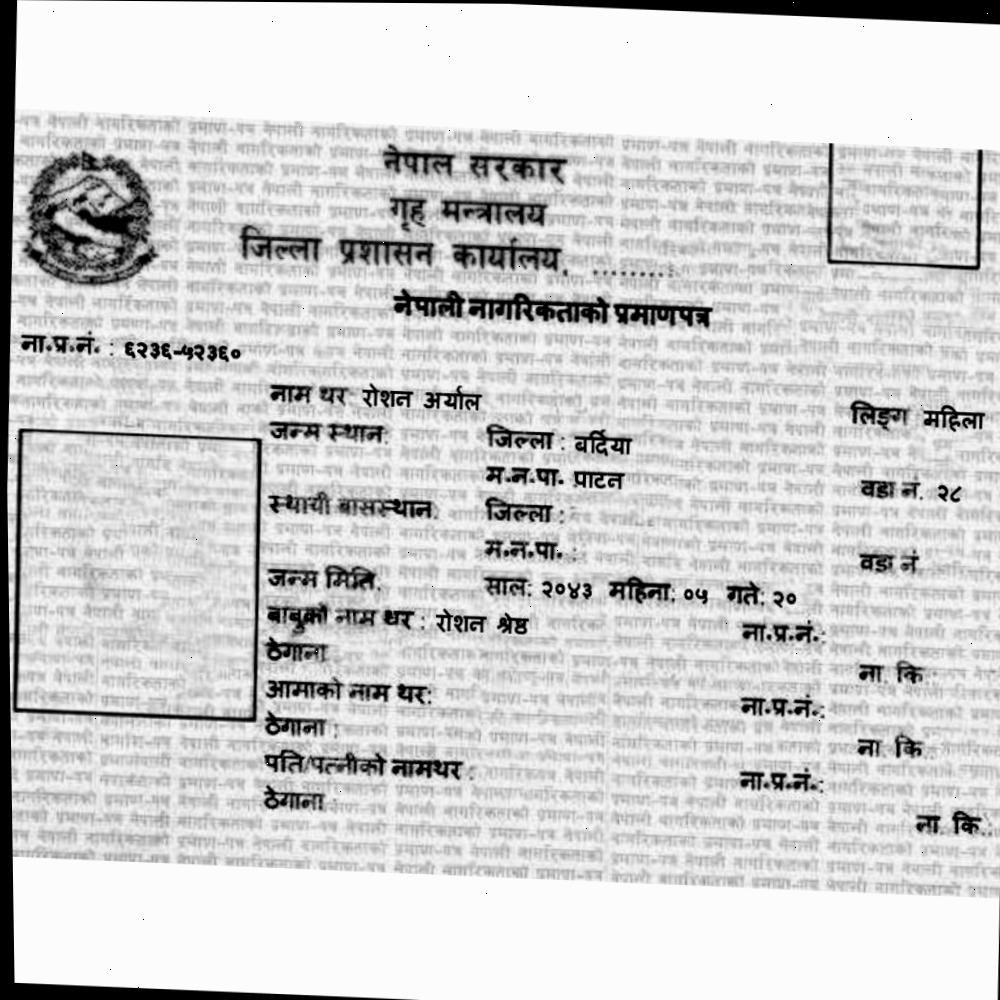 नेपाल सरकार
गृह मन्त्रालय
जिल्ला प्रशासन कार्यालय, ..........
नेपाली नागरिकताको प्रमाणपत्र
ना.प्र.नं. : ६२३६-५२३६०
नाम थर: रोशन अर्याल लिङ्ग महिला
जन्म स्थान: जिल्ला : बर्दिया
म.न.पा. पाटन वडा नं. २८
स्थायी बासस्थान: जिल्ला :
म.न.पा. : वडा नं
जन्म मिति: साल: २०४३ महिना: ०५ गते: २०
बाबुको नाम थर : रोशन श्रेष्ठ ना.प्र.नं.:
ठेगाना ना. कि.:
आमाको नाम थर: ना.प्र.नं.:
ठेगाना : ना. कि.:
पति/पत्नीको नामथर : ना.प्र.नं.:
ठेगाना : ना. कि.: